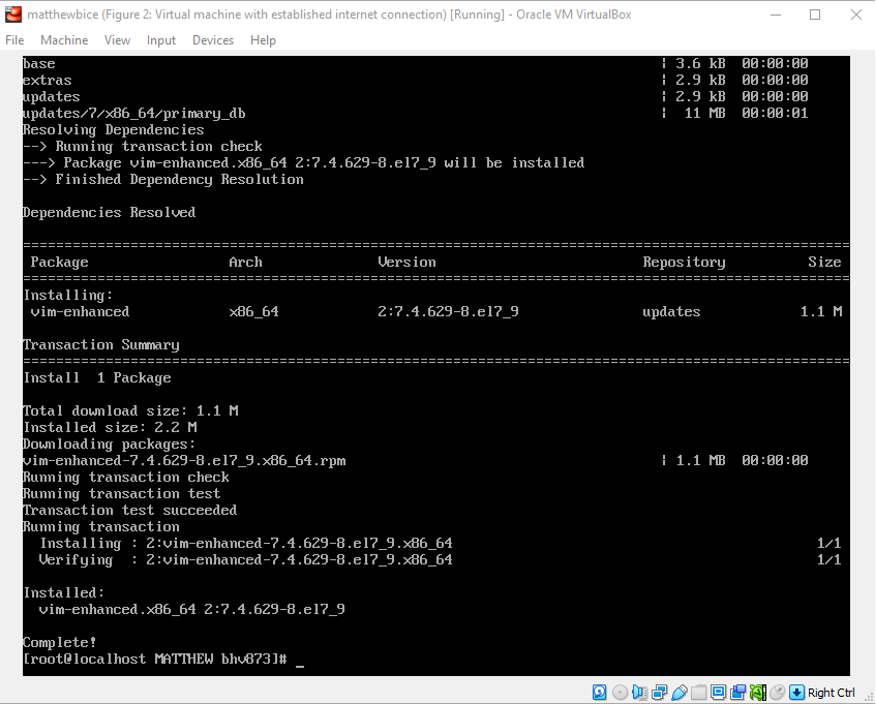 matthewbice (Figure 2: Virtual machine with established internet connection) [Running] - Oracle VM VirtualBox
File Machine View Input Devices Help
base | 3.6 kB 00:00:00
extras | 2.9 kB 00:00:00
updates | 2.9 kB 00:00:00
updates/7/x86_64/primary_db | 11 MB 00:00:01
Resolving Dependencies
--> Running transaction check
---> Package vim-enhanced.x86_64 2:7.4.629-8.el7_9 will be installed
--> Finished Dependency Resolution
Dependencies Resolved
================================================================================
Package Arch Version Repository Size
================================================================================
Installing:
vim-enhanced x86_64 2:7.4.629-8.el7_9 updates 1.1 M
Transaction Summary
================================================================================
Install 1 Package
Total download size: 1.1 M
Installed size: 2.2 M
Downloading packages:
vim-enhanced-7.4.629-8.el7_9.x86_64.rpm | 1.1 MB 00:00:00
Running transaction check
Running transaction test
Transaction test succeeded
Running transaction
Installing : 2:vim-enhanced-7.4.629-8.el7_9.x86_64 1/1
Verifying : 2:vim-enhanced-7.4.629-8.el7_9.x86_64 1/1
Installed:
vim-enhanced.x86_64 2:7.4.629-8.el7_9
Complete!
[root@localhost MATTHEW bhv873]# _
Right Ctrl